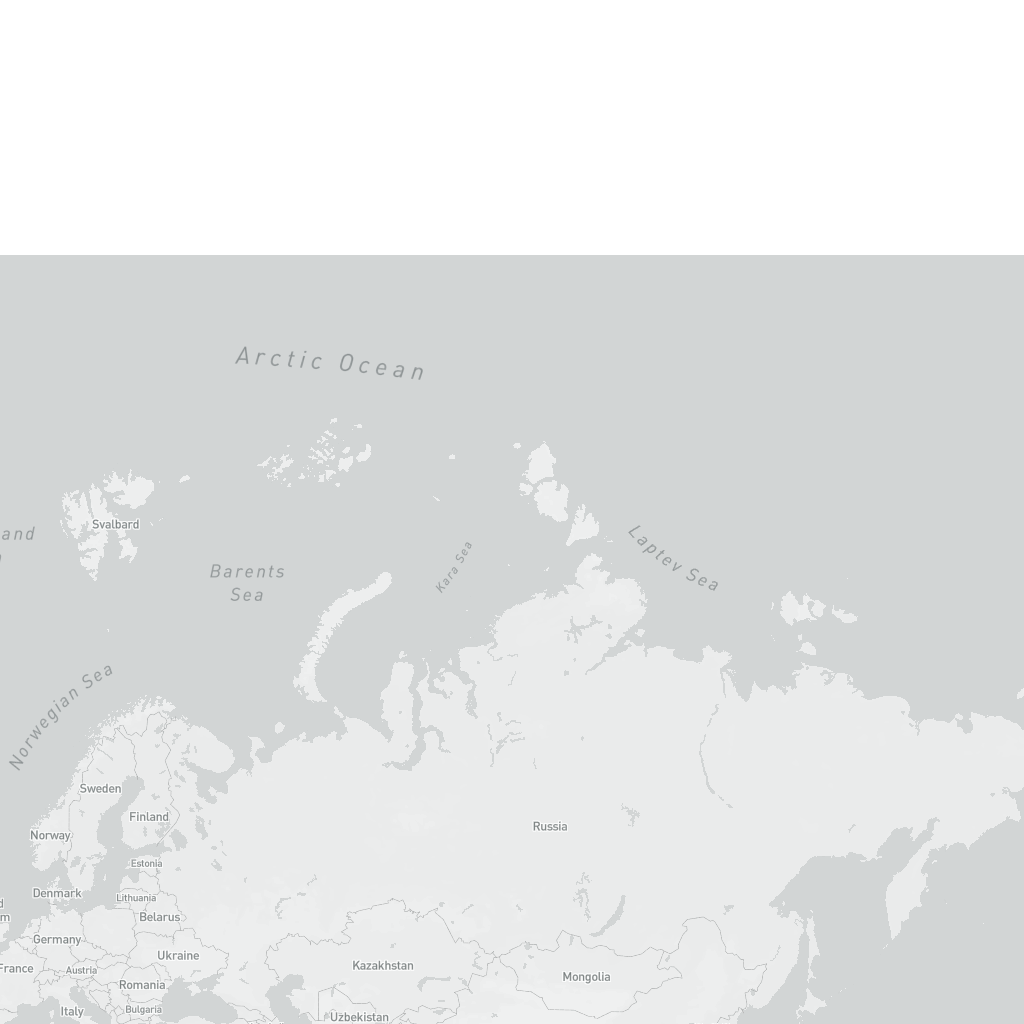 Arctic Ocean
Svalbard
and
Barents
Sea
Kara Sea
Laptev Sea
Norwegian Sea
Sweden
Finland
Norway
Russia
Estonia
Denmark
Lithuania
Belarus
Germany
Ukraine
France
Austria
Kazakhstan
Mongolia
Romania
Italy
Bulgaria
Uzbekistan